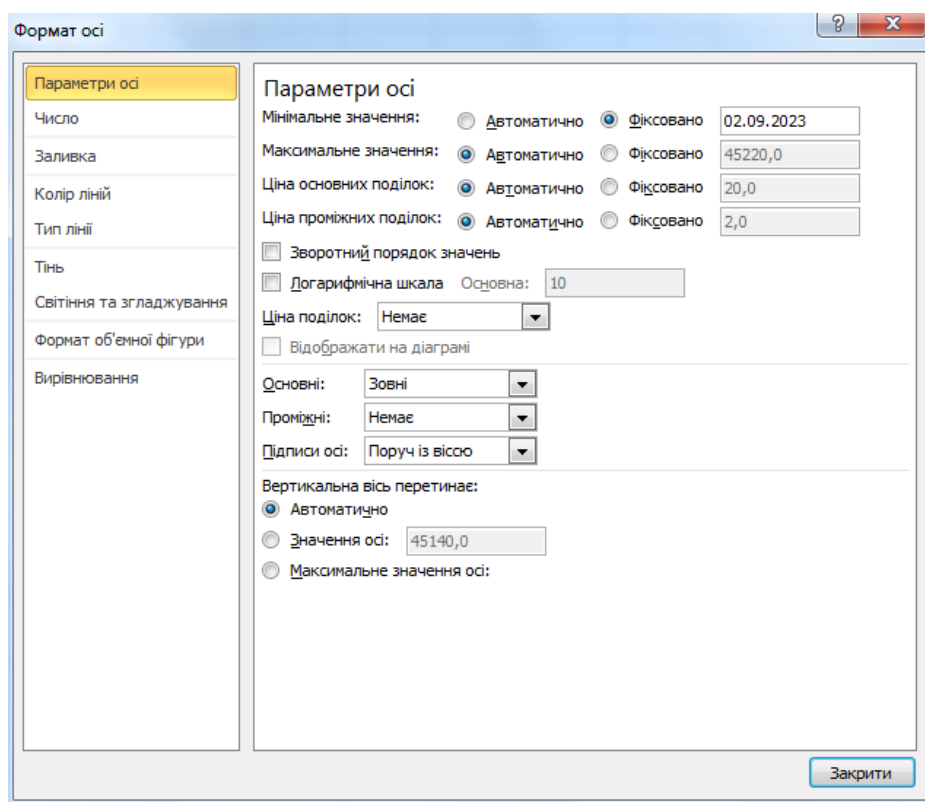 Формат осі
?
Параметри осі
Число
Заливка
Колір ліній
Тип лінії
Тінь
Світіння та згладжування
Формат об'ємної фігури
Вирівнювання
Параметри осі
Мінімальне значення: Автоматично Фіксовано 02.09.2023
Максимальне значення: Автоматично Фіксовано 45220,0
Ціна основних поділок: Автоматично Фіксовано 20,0
Ціна проміжних поділок: Автоматично Фіксовано 2,0
Зворотний порядок значень
Логарифмічна шкала Основна: 10
Ціна поділок: Немає
Відображати на діаграмі
Основні: Зовні
Проміжні: Немає
Підписи осі: Поруч із віссю
Вертикальна вісь перетинає:
Автоматично
Значення осі: 45140,0
Максимальне значення осі:
Закрити